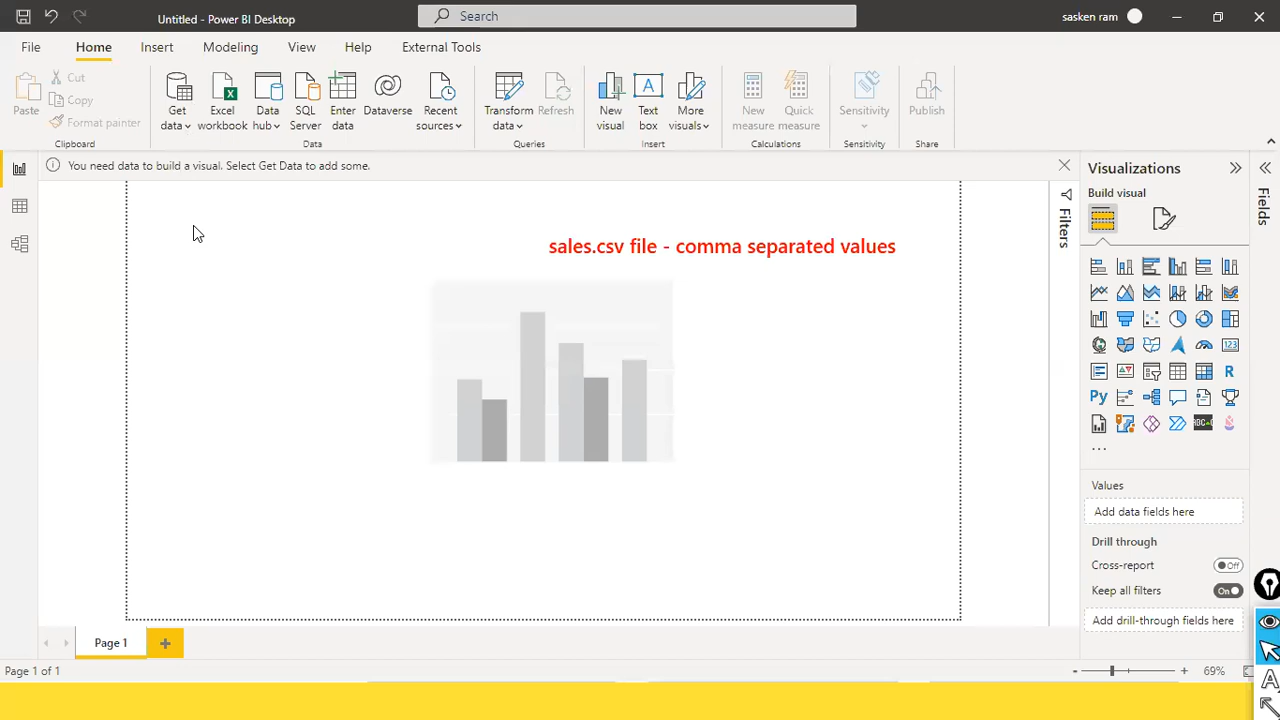 Untitled - Power BI Desktop
Search
sasken ram
File Home Insert Modeling View Help External Tools
Paste
Cut
Copy
Format painter
Clipboard
Get data
Excel workbook
Data hub
SQL Server
Enter data
Dataverse
Recent sources
Data
Transform data
Refresh
Queries
New visual
Text box
More visuals
Insert
New measure
Quick measure
Calculations
Sensitivity
Sensitivity
Publish
Share
You need data to build a visual. Select Get Data to add some.
sales.csv file - comma separated values
Filters
Visualizations
Build visual
Fields
123
R
Py
ABC
...
Values
Add data fields here
Drill through
Cross-report Off
Keep all filters On
Add drill-through fields here
Page 1
Page 1 of 1
- + 69%
A